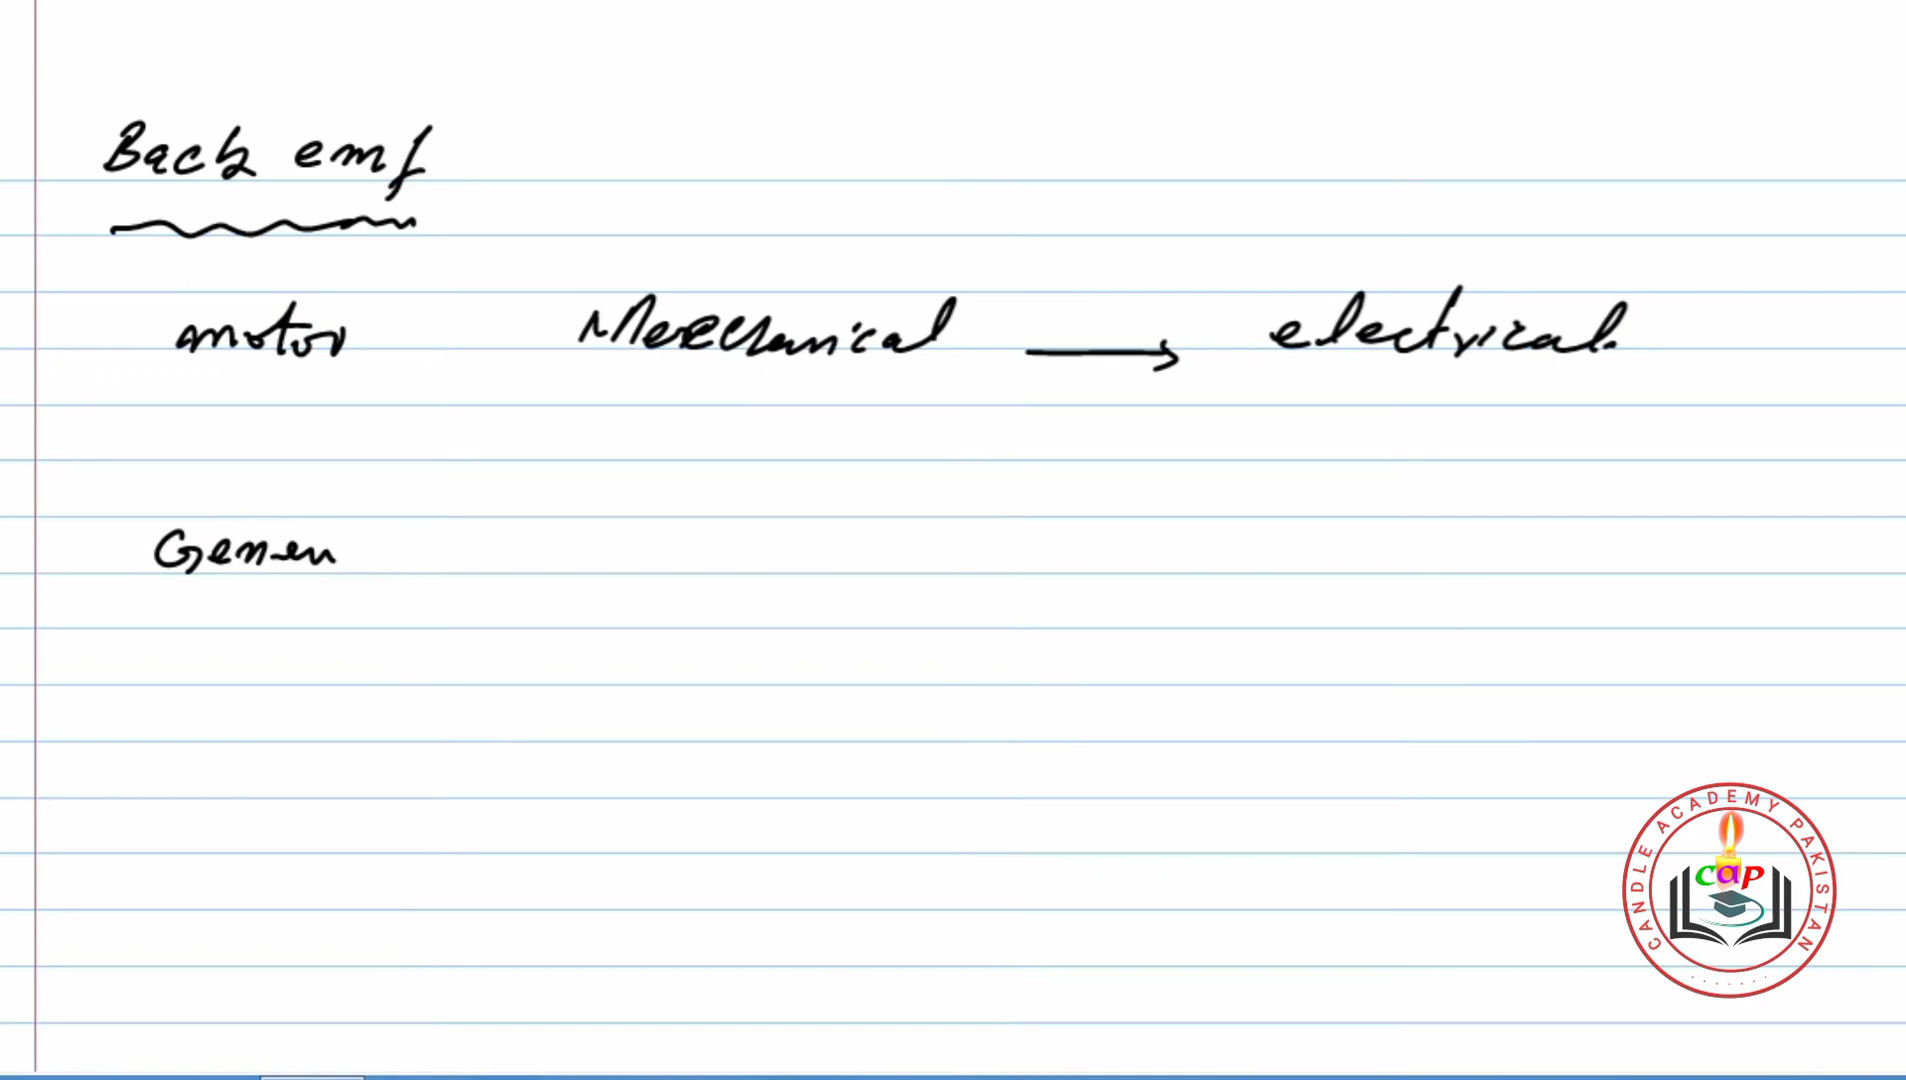 Back emf
motor Mechanical → electrical.
Gener
CANDLE ACADEMY PAKISTAN
cap